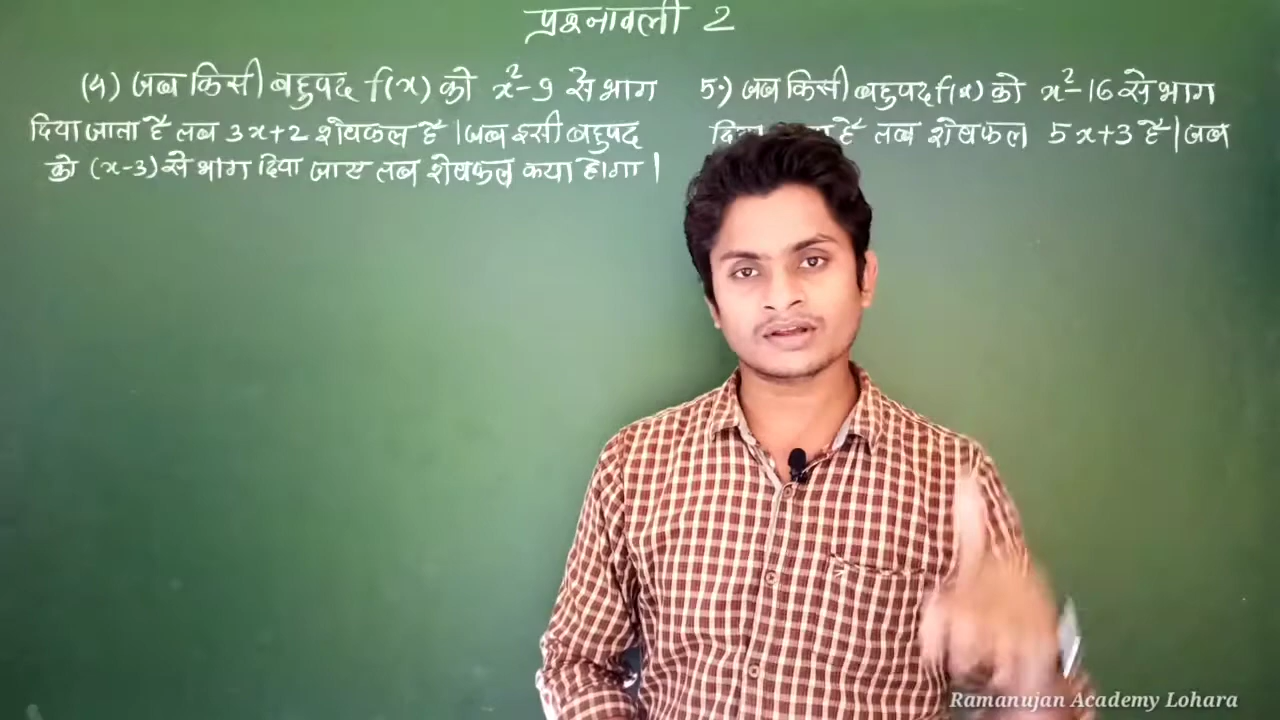 प्रश्नावली 2
(4) जब किसी बहुपद f(x) को x²-9 से भाग
दिया जाता है तब 3x+2 शेषफल है । जब इसी बहुपद
को (x-3) से भाग दिया जाए तब शेषफल क्या होगा ।
5.) जब किसी बहुपद f(x) को x²-16 से भाग
है तब शेषफल 5x+3 है । जब
Ramanujan Academy Lohara